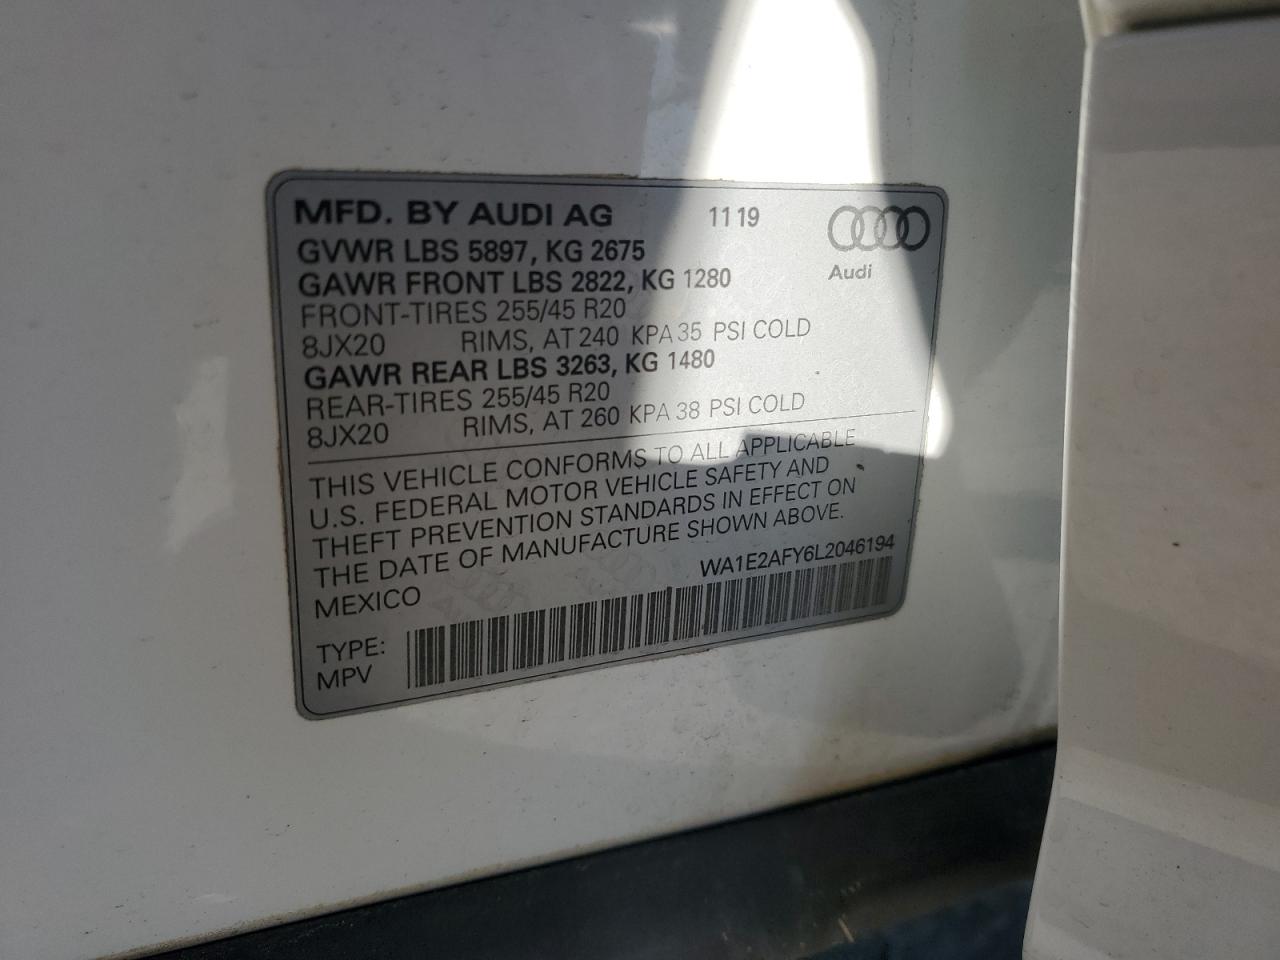 MFD. BY AUDI AG 11 19
GVWR LBS 5897, KG 2675
GAWR FRONT LBS 2822, KG 1280
Audi
FRONT-TIRES 255/45 R20
8JX20 RIMS, AT 240 KPA 35 PSI COLD
GAWR REAR LBS 3263, KG 1480
REAR-TIRES 255/45 R20
8JX20 RIMS, AT 260 KPA 38 PSI COLD
THIS VEHICLE CONFORMS TO ALL APPLICABLE
U.S. FEDERAL MOTOR VEHICLE SAFETY AND
THEFT PREVENTION STANDARDS IN EFFECT ON
THE DATE OF MANUFACTURE SHOWN ABOVE.
MEXICO WA1E2AFY6L2046194
TYPE:
MPV